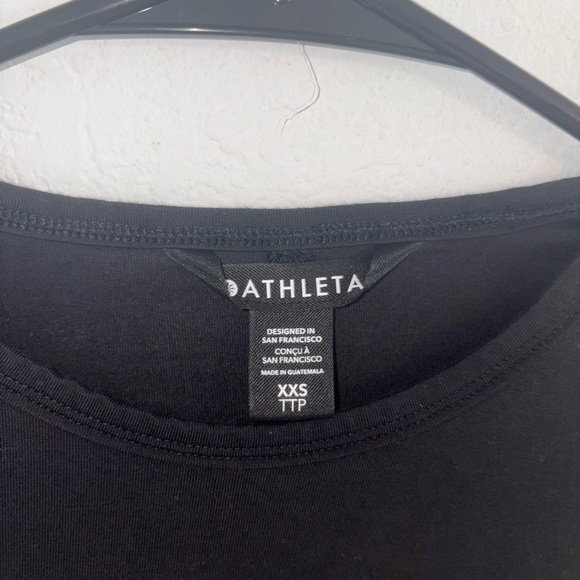 ATHLETA
DESIGNED IN
SAN FRANCISCO
CONÇU À
SAN FRANCISCO
MADE IN GUATEMALA
XXS
TTP